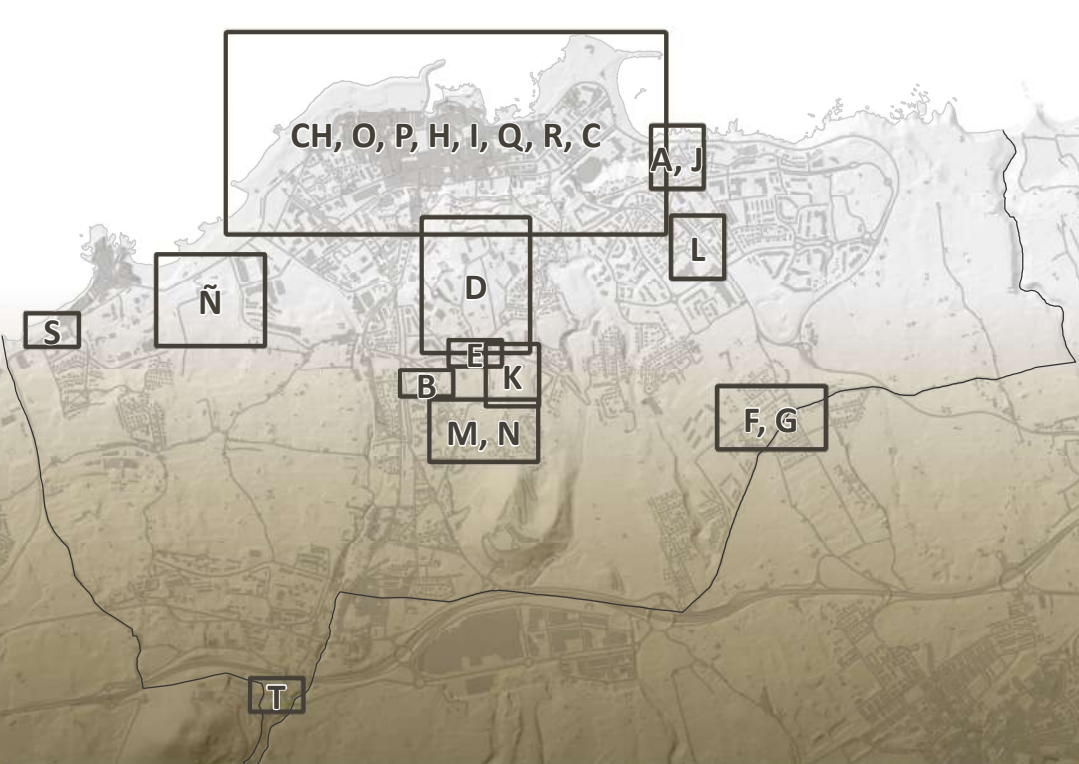 CH, O, P, H, I, Q, R, C
A, J
L
D
Ñ
S
E
K
B
F, G
M, N
T